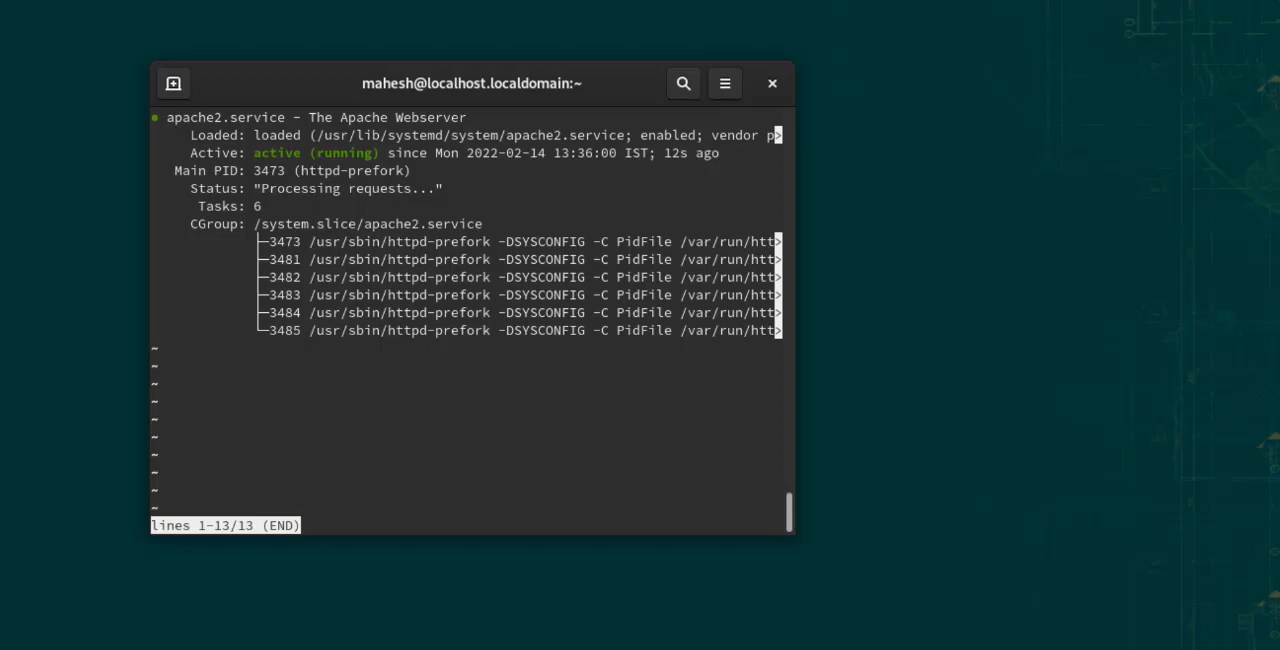 mahesh@localhost.localdomain:~
● apache2.service - The Apache Webserver
Loaded: loaded (/usr/lib/systemd/system/apache2.service; enabled; vendor p>
Active: active (running) since Mon 2022-02-14 13:36:00 IST; 12s ago
Main PID: 3473 (httpd-prefork)
Status: "Processing requests..."
Tasks: 6
CGroup: /system.slice/apache2.service
├─3473 /usr/sbin/httpd-prefork -DSYSCONFIG -C PidFile /var/run/htt>
├─3481 /usr/sbin/httpd-prefork -DSYSCONFIG -C PidFile /var/run/htt>
├─3482 /usr/sbin/httpd-prefork -DSYSCONFIG -C PidFile /var/run/htt>
├─3483 /usr/sbin/httpd-prefork -DSYSCONFIG -C PidFile /var/run/htt>
├─3484 /usr/sbin/httpd-prefork -DSYSCONFIG -C PidFile /var/run/htt>
└─3485 /usr/sbin/httpd-prefork -DSYSCONFIG -C PidFile /var/run/htt>
~
~
~
~
~
~
~
~
~
~
lines 1-13/13 (END)